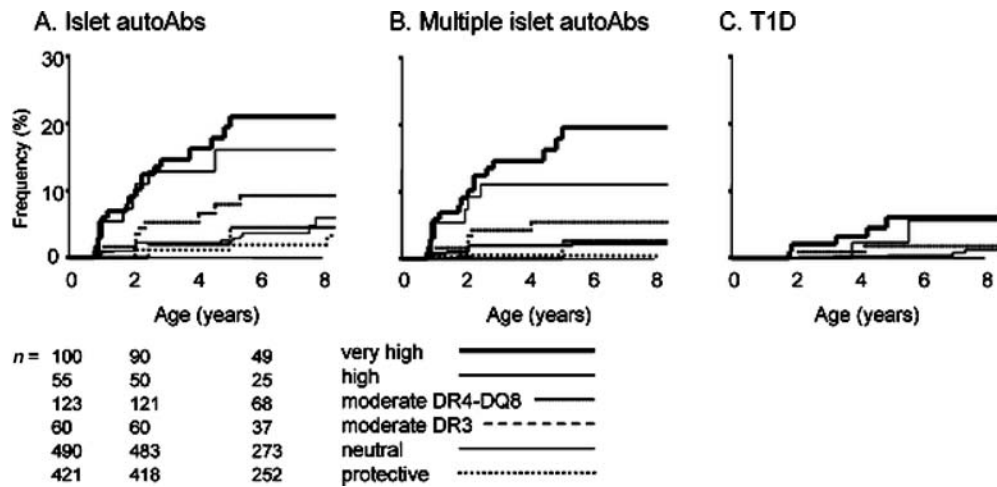 A. Islet autoAbs
B. Multiple islet autoAbs
C. T1D
Frequency (%)
30
20
10
0
2 4 6 8
0 2 4 6 8
0 2 4 6 8
Age (years)
Age (years)
Age (years)
n = 100 90 49 very high
55 50 25 high
123 121 68 moderate DR4-DQ8
60 60 37 moderate DR3
490 483 273 neutral
421 418 252 protective